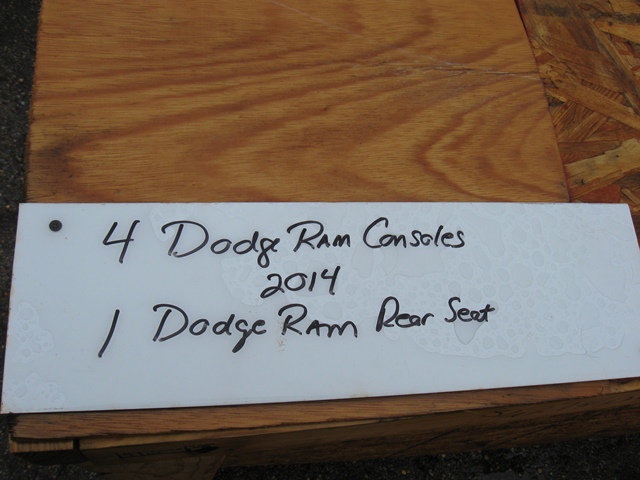 4 Dodge Ram Consoles
2014
1 Dodge Ram Rear Seat